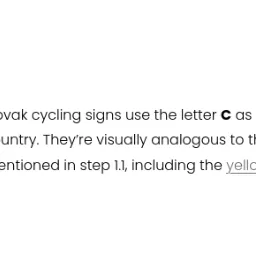 ovak cycling signs use the letter C as
untry. They're visually analogous to th
entioned in step 1.1, including the yello